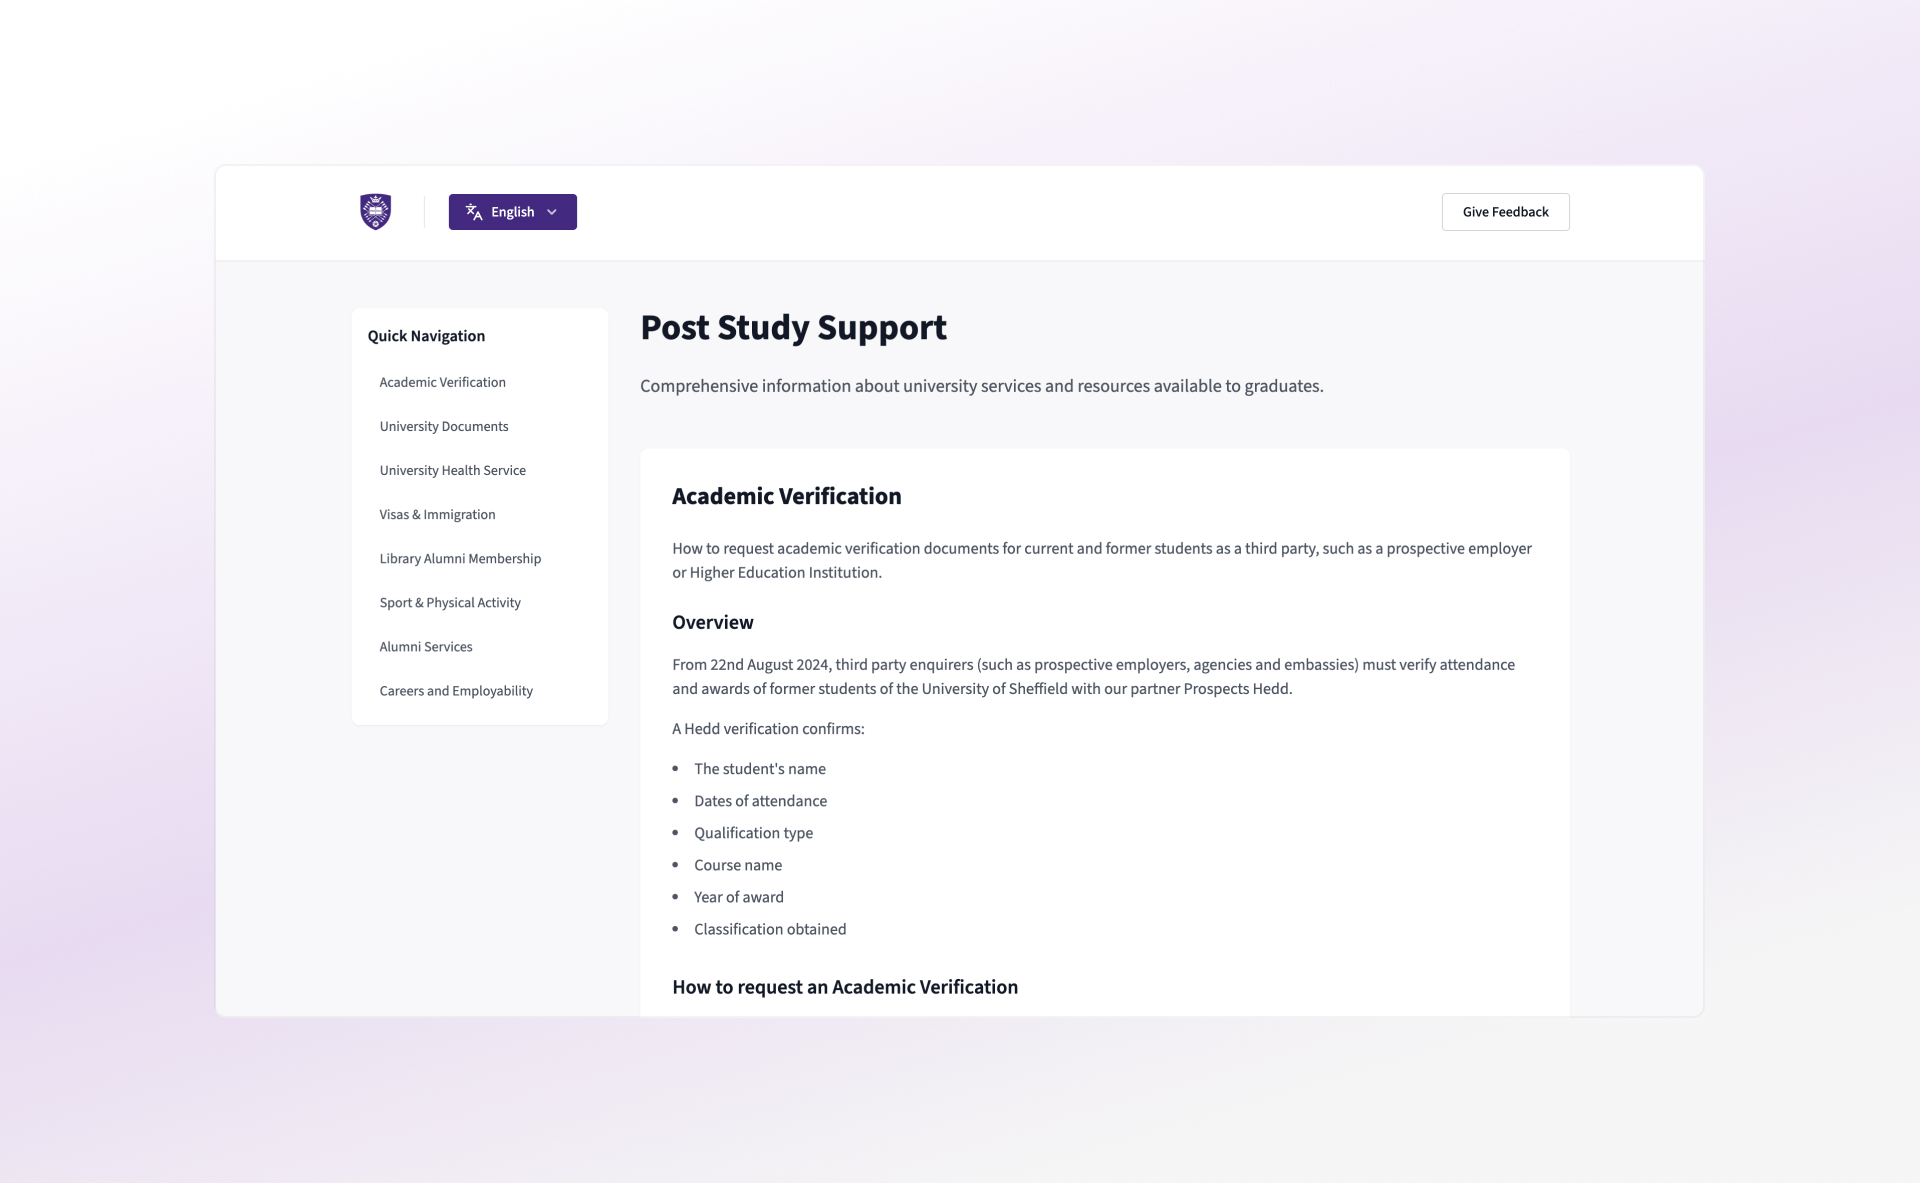 English
Give Feedback
Quick Navigation
Academic Verification
University Documents
University Health Service
Visas & Immigration
Library Alumni Membership
Sport & Physical Activity
Alumni Services
Careers and Employability
Post Study Support
Comprehensive information about university services and resources available to graduates.
Academic Verification
How to request academic verification documents for current and former students as a third party, such as a prospective employer
or Higher Education Institution.
Overview
From 22nd August 2024, third party enquirers (such as prospective employers, agencies and embassies) must verify attendance
and awards of former students of the University of Sheffield with our partner Prospects Hedd.
A Hedd verification confirms:
• The student's name
• Dates of attendance
• Qualification type
• Course name
• Year of award
• Classification obtained
How to request an Academic Verification